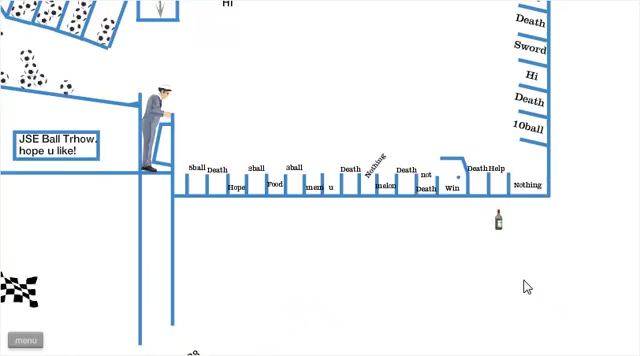 Hi
Death
Sword
Hi
Death
10ball
JSE Ball Trhow.
hope u like!
5ball
Death
Hope
2ball
Food
3ball
mem u
Death
Nothing
melon
Death
not
Death
Win
Death
Help
Nothing
menu